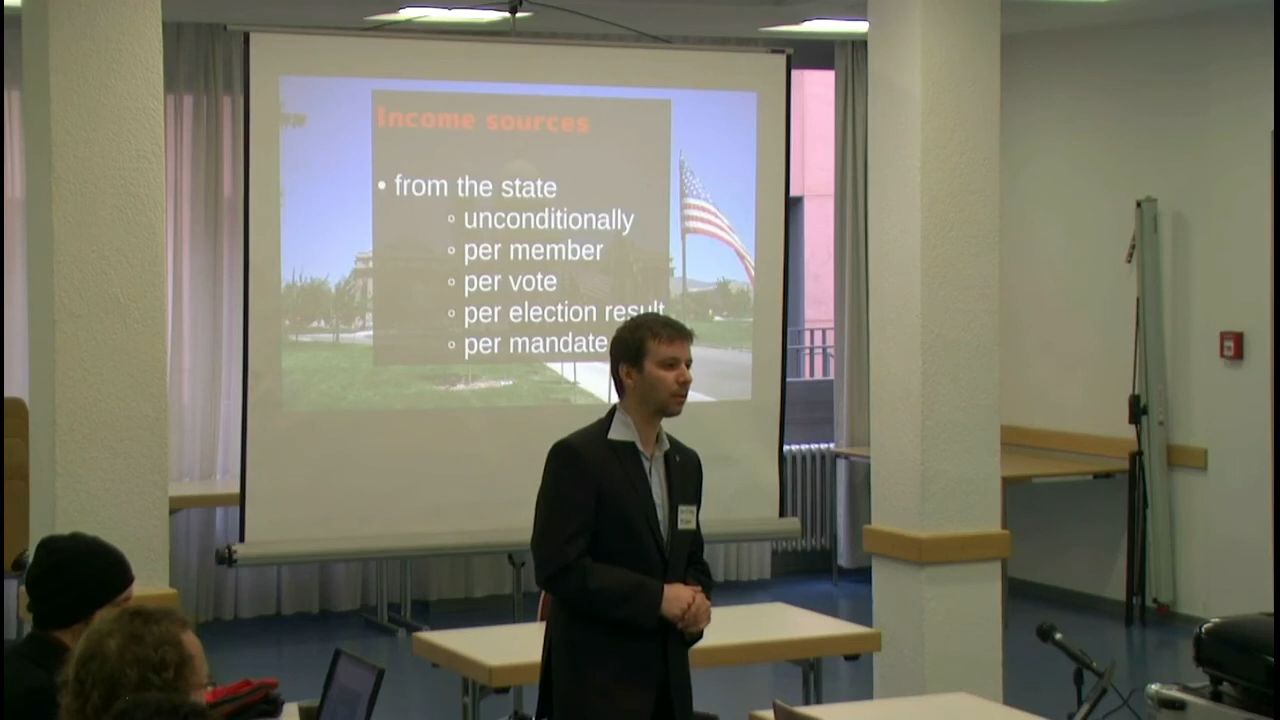 Income sources
• from the state
◦ unconditionally
◦ per member
◦ per vote
◦ per election result
◦ per mandate